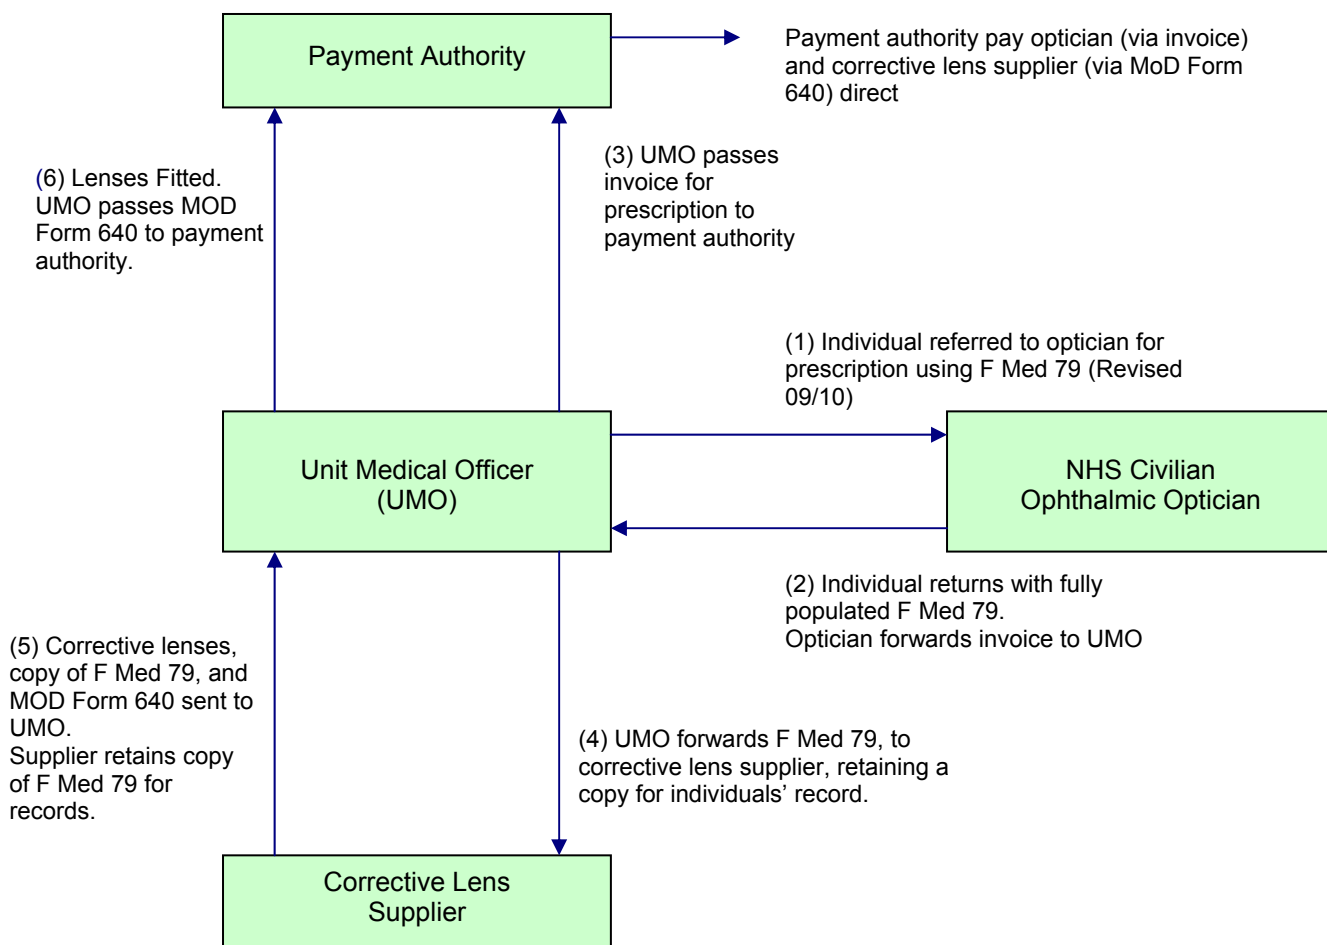 Payment Authority
Payment authority pay optician (via invoice)
and corrective lens supplier (via MoD Form
640) direct
(6) Lenses Fitted.
UMO passes MOD
Form 640 to payment
authority.
(3) UMO passes
invoice for
prescription to
payment authority
(1) Individual referred to optician for
prescription using F Med 79 (Revised
09/10)
Unit Medical Officer
(UMO)
NHS Civilian
Ophthalmic Optician
(2) Individual returns with fully
populated F Med 79.
Optician forwards invoice to UMO
(5) Corrective lenses,
copy of F Med 79, and
MOD Form 640 sent to
UMO.
Supplier retains copy
of F Med 79 for
records.
(4) UMO forwards F Med 79, to
corrective lens supplier, retaining a
copy for individuals’ record.
Corrective Lens
Supplier